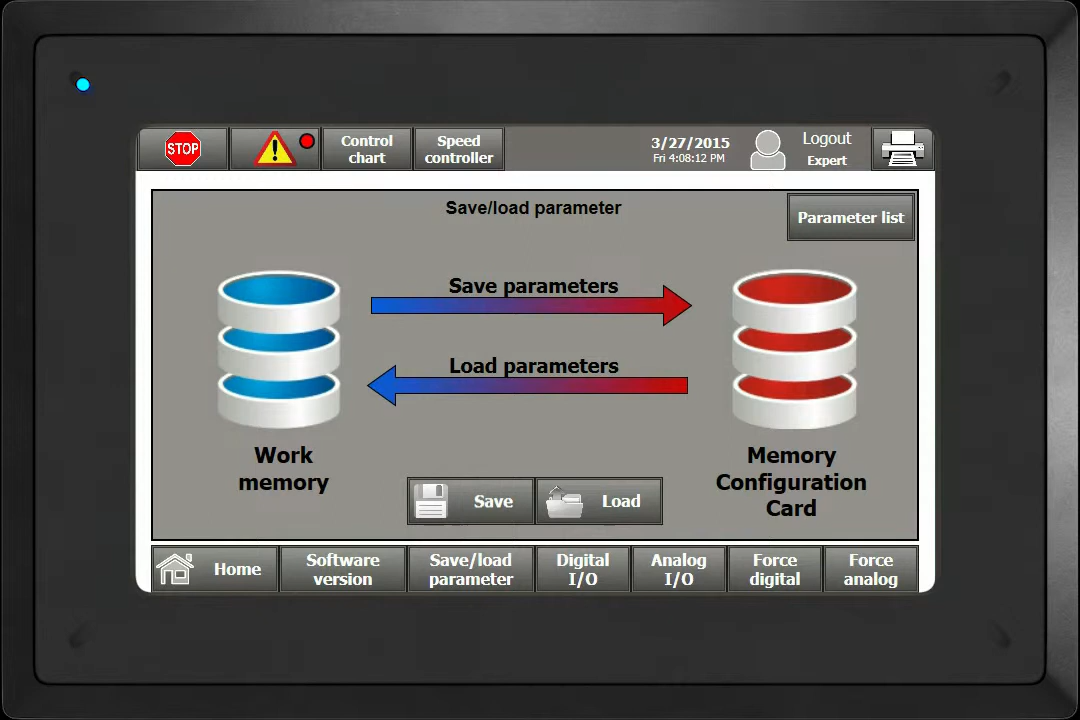 STOP
Control
chart
Speed
controller
3/27/2015
Fri 4:08:12 PM
Logout
Expert
Save/load parameter
Parameter list
Save parameters
Load parameters
Work
memory
Memory
Configuration
Card
Save
Load
Home
Software
version
Save/load
parameter
Digital
I/O
Analog
I/O
Force
digital
Force
analog